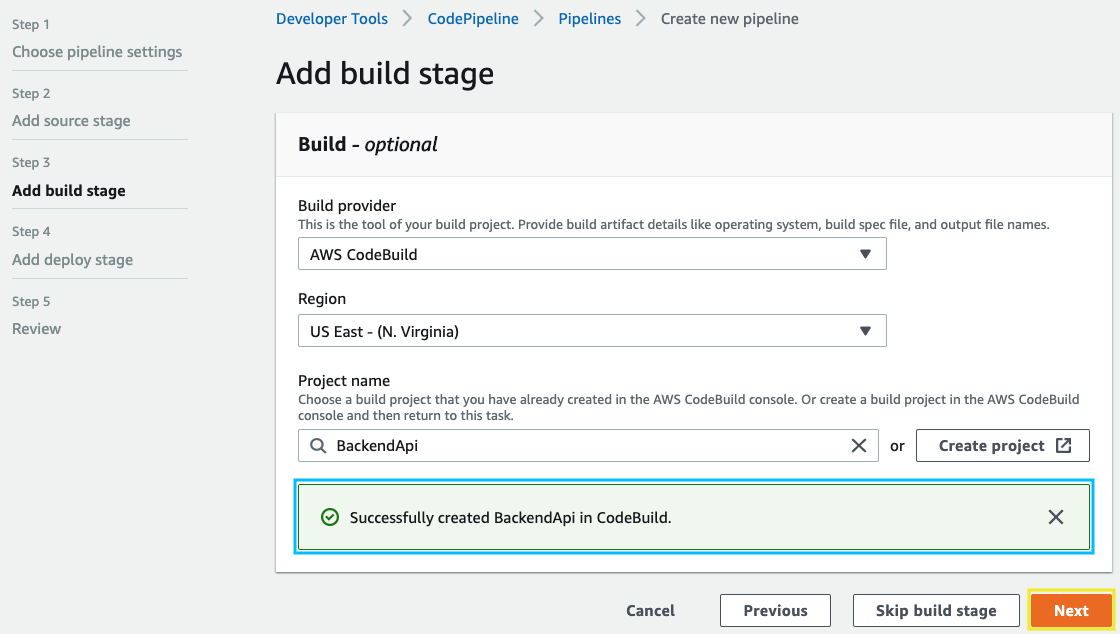 Step 1
Choose pipeline settings
Step 2
Add source stage
Step 3
Add build stage
Step 4
Add deploy stage
Step 5
Review
Developer Tools > CodePipeline > Pipelines > Create new pipeline
Add build stage
Build - optional
Build provider
This is the tool of your build project. Provide build artifact details like operating system, build spec file, and output file names.
AWS CodeBuild
Region
US East - (N. Virginia)
Project name
Choose a build project that you have already created in the AWS CodeBuild console. Or create a build project in the AWS CodeBuild
console and then return to this task.
BackendApi or Create project
Successfully created BackendApi in CodeBuild.
Cancel Previous Skip build stage Next